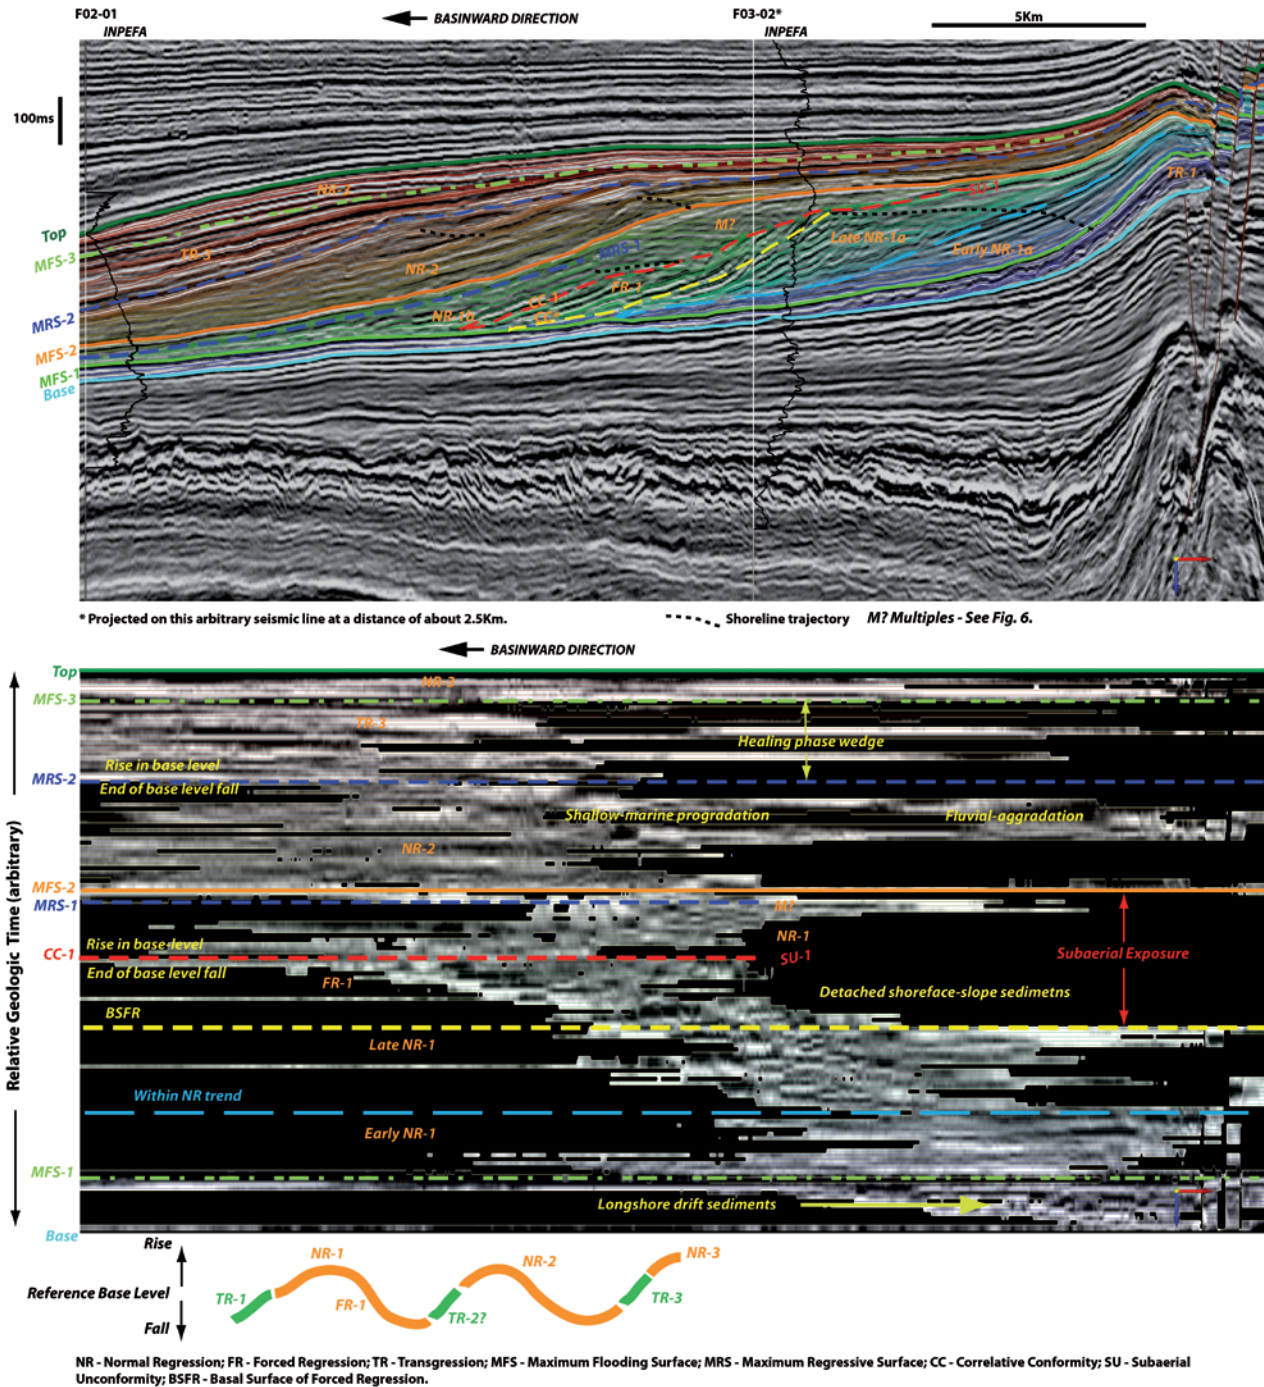 F02-01
BASINWARD DIRECTION
F03-02*
5Km
INPEFA
INPEFA
100ms
NR-3
TR-1
SU-1
M?
Top
MRS-1
Late NR-1a
Early NR-1a
MFS-3
TR-3
NR-2
FR-1
CC-1
MRS-2
NR-1a
CC*
MFS-2
MFS-1
Base
* Projected on this arbitrary seismic line at a distance of about 2.5Km.
Shoreline trajectory
M? Multiples - See Fig. 6.
BASINWARD DIRECTION
Top
NR-3
MFS-3
TR-3
Healing phase wedge
Rise in base level
MRS-2
End of base level fall
Shallow-marine progradation
Fluvial-aggradation
NR-2
MFS-2
MRS-1
M?
NR-1
Rise in base-level
CC-1
SU-1
Subaerial Exposure
End of base level fall
FR-1
Detached shoreface-slope sedimetns
BSFR
Late NR-1
Within NR trend
Early NR-1
MFS-1
Longshore drift sediments
Base
Relative Geologic Time (arbitrary)
Rise
Reference Base Level
Fall
NR-1
NR-2
NR-3
TR-1
FR-1
TR-2?
TR-3
NR - Normal Regression; FR - Forced Regression; TR - Transgression; MFS - Maximum Flooding Surface; MRS - Maximum Regressive Surface; CC - Correlative Conformity; SU - Subaerial
Unconformity; BSFR - Basal Surface of Forced Regression.